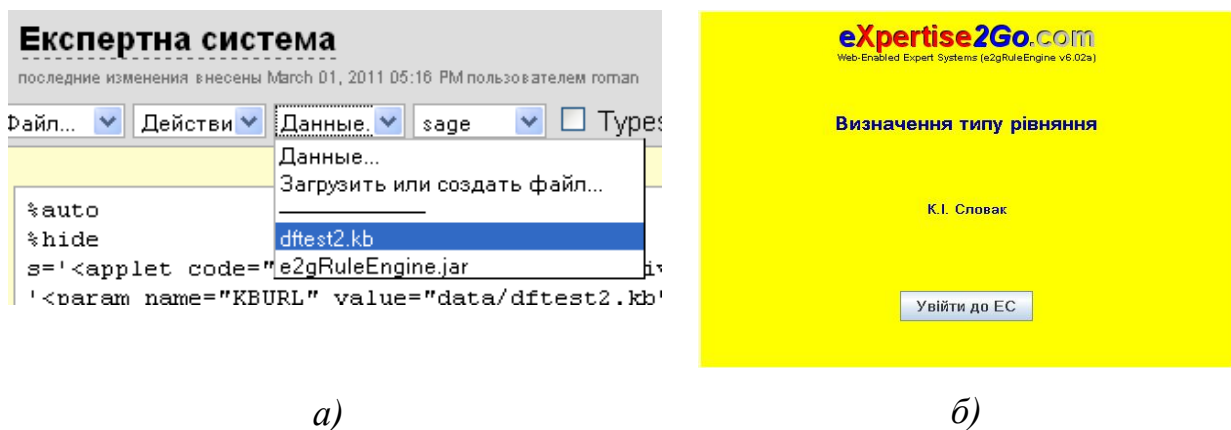 Експертна система
последние изменения внесены March 01, 2011 05:16 PM пользователем roman
Файл... Действи Данные. sage Types
Данные...
Загрузить или создать файл...
dftest2.kb
e2gRuleEngine.jar
%auto
%hide
s='<applet code="
'<param name="KBURL" value="data/dftest2.kb'
а)
eXpertise2Go.com
Web-Enabled Expert Systems (e2gRuleEngine v6.02a)
Визначення типу рівняння
К.І. Словак
Увійти до ЕС
б)